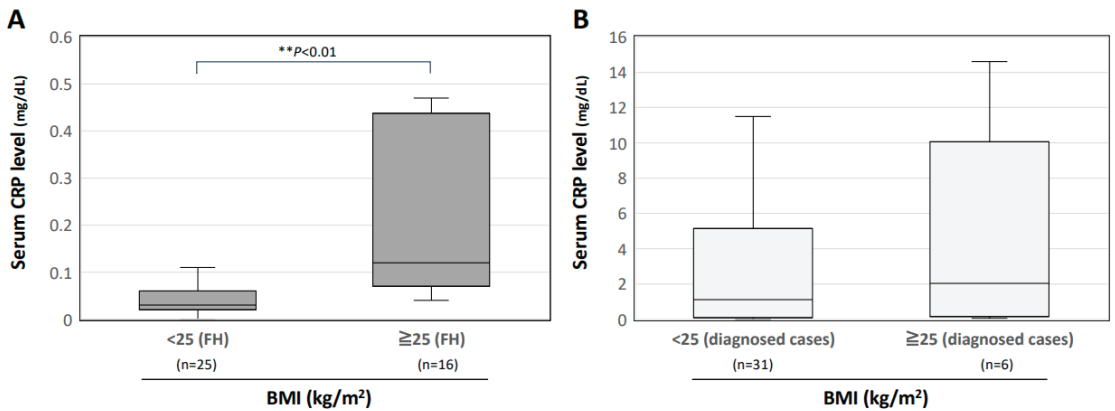 A
Serum CRP level (mg/dL)
0.6
0.5
0.4
0.3
0.2
0.1
0
**P<0.01
<25 (FH)
≧25 (FH)
(n=25)
(n=16)
BMI (kg/m²)
B
Serum CRP level (mg/dL)
16
14
12
10
8
6
4
2
0
<25 (diagnosed cases)
≧25 (diagnosed cases)
(n=31)
(n=6)
BMI (kg/m²)